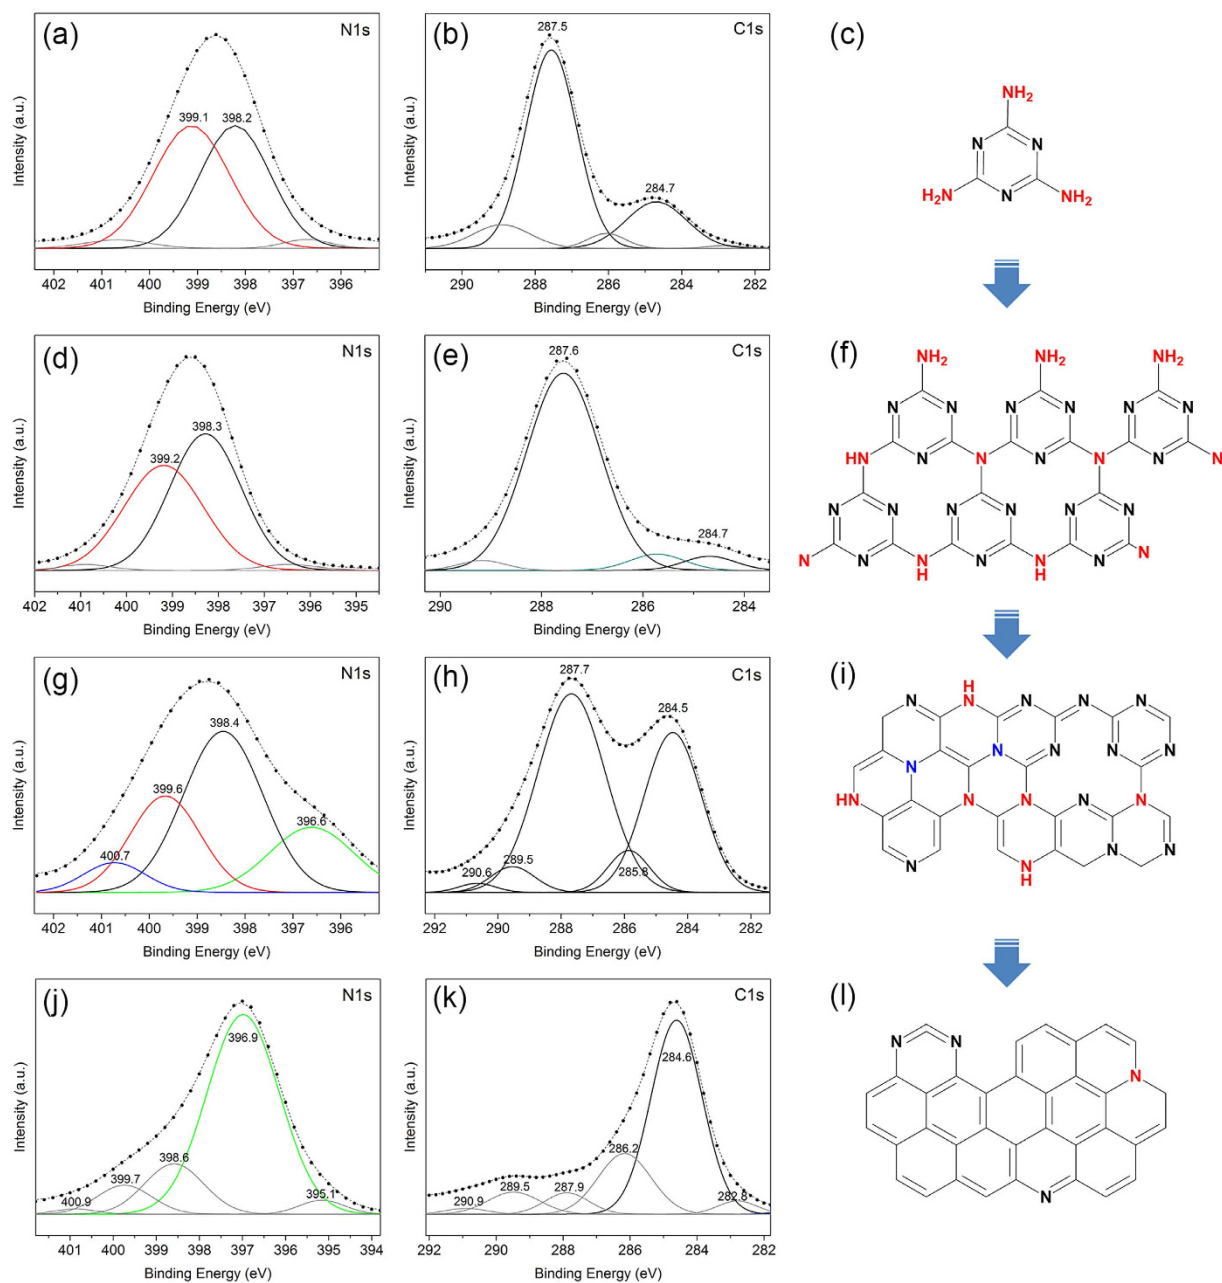 (a)
N1s
399.1
398.2
Intensity (a.u.)
402 401 400 399 398 397 396
Binding Energy (eV)
(b)
C1s
287.5
284.7
Intensity (a.u.)
290 288 286 284 282
Binding Energy (eV)
(c)
NH2
N N
H2N N NH2
(d)
N1s
399.2
398.3
Intensity (a.u.)
402 401 400 399 398 397 396 395
Binding Energy (eV)
(e)
C1s
287.6
284.7
Intensity (a.u.)
290 288 286 284
Binding Energy (eV)
(f)
NH2 NH2 NH2
N N N N N N
HN N N N N N N
N N N N N N
N N N N N
N N
H H
(g)
N1s
398.4
399.6
396.6
400.7
Intensity (a.u.)
402 401 400 399 398 397 396
Binding Energy (eV)
(h)
C1s
287.7
284.5
290.6
289.5
285.8
Intensity (a.u.)
292 290 288 286 284 282
Binding Energy (eV)
(i)
H
N N N N N
N N N N
N
HN N N N N
N N N
N
H
(j)
N1s
396.9
398.6
399.7
400.9
395.1
Intensity (a.u.)
401 400 399 398 397 396 395 394
Binding Energy (eV)
(k)
C1s
284.6
286.2
289.5
287.9
290.9
282.8
Intensity (a.u.)
292 290 288 286 284 282
Binding Energy (eV)
(l)
N N
N
N